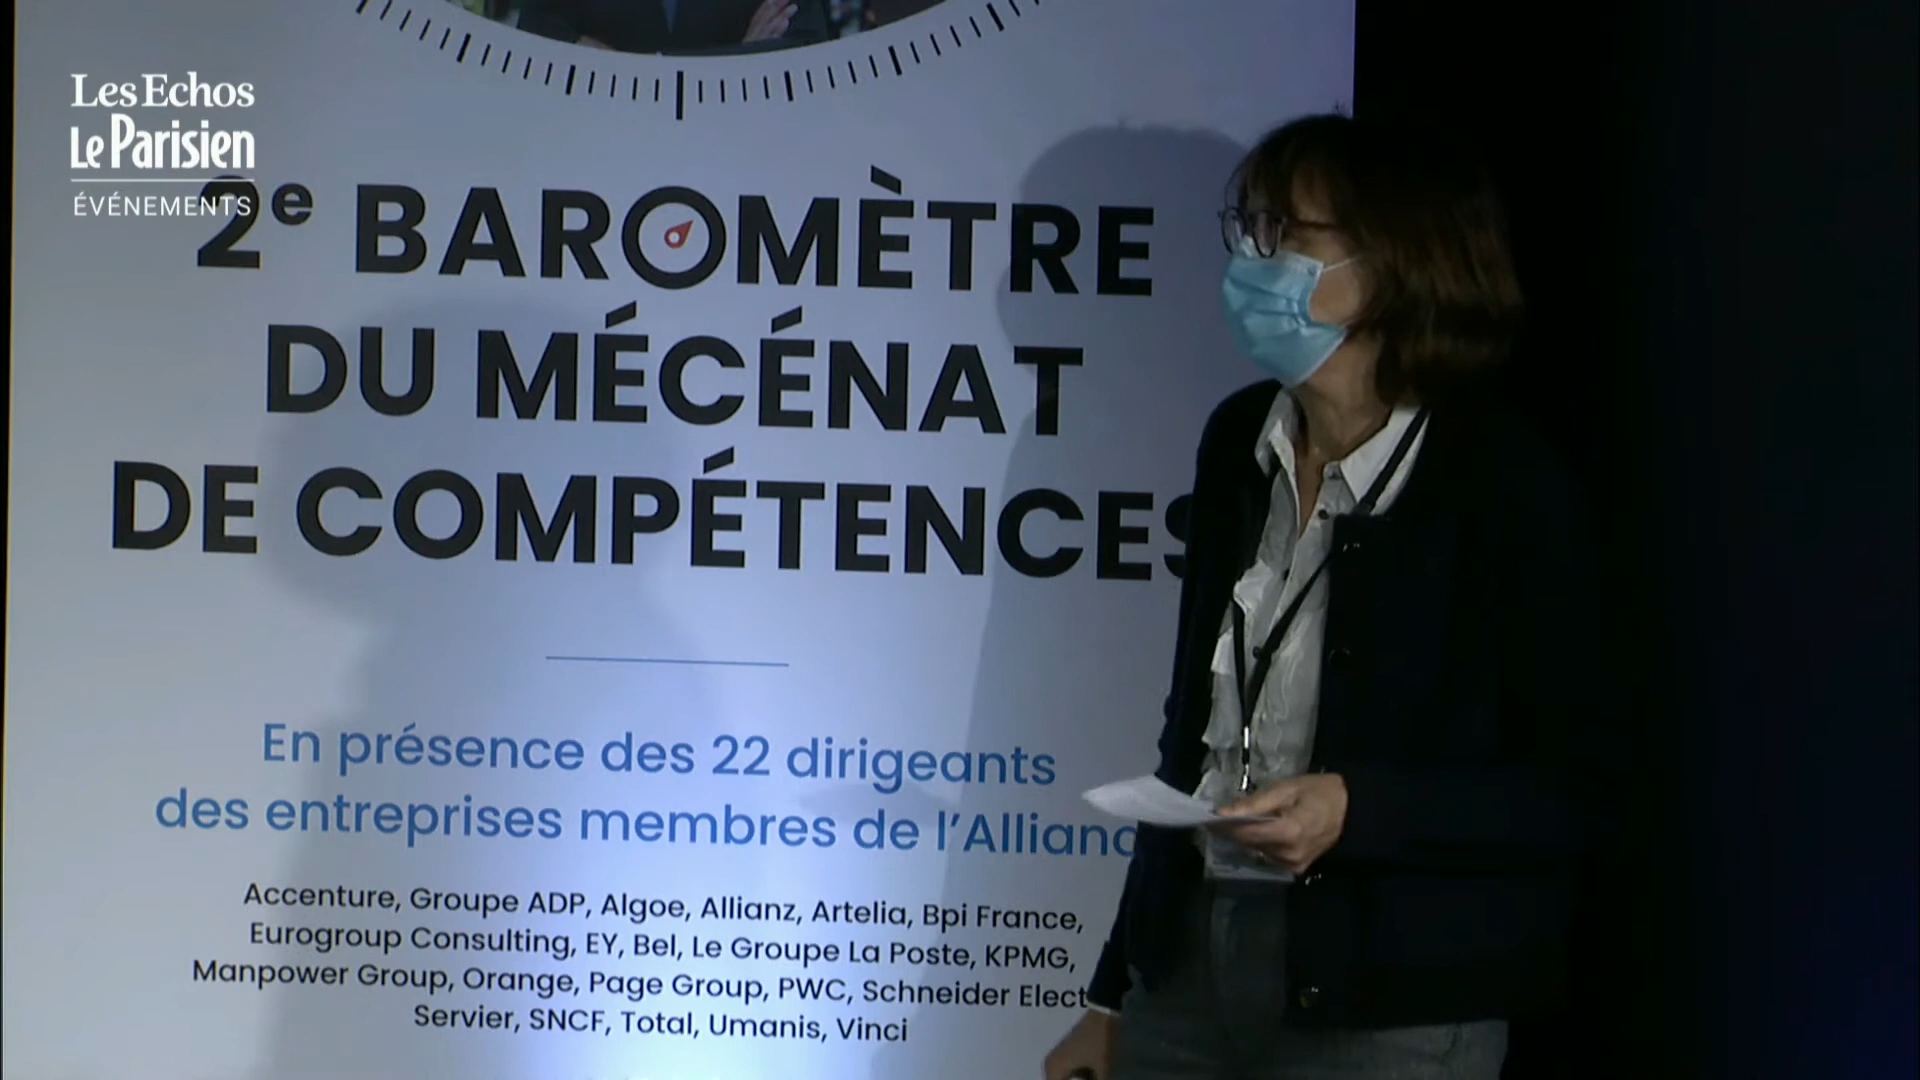 Les Echos
Le Parisien
ÉVÉNEMENTS
2e BAROMÈTRE
DU MÉCÉNAT
DE COMPÉTENCES
En présence des 22 dirigeants
des entreprises membres de l'Allianc
Accenture, Groupe ADP, Algoe, Allianz, Artelia, Bpi France,
Eurogroup Consulting, EY, Bel, Le Groupe La Poste, KPMG,
Manpower Group, Orange, Page Group, PWC, Schneider Elect
Servier, SNCF, Total, Umanis, Vinci